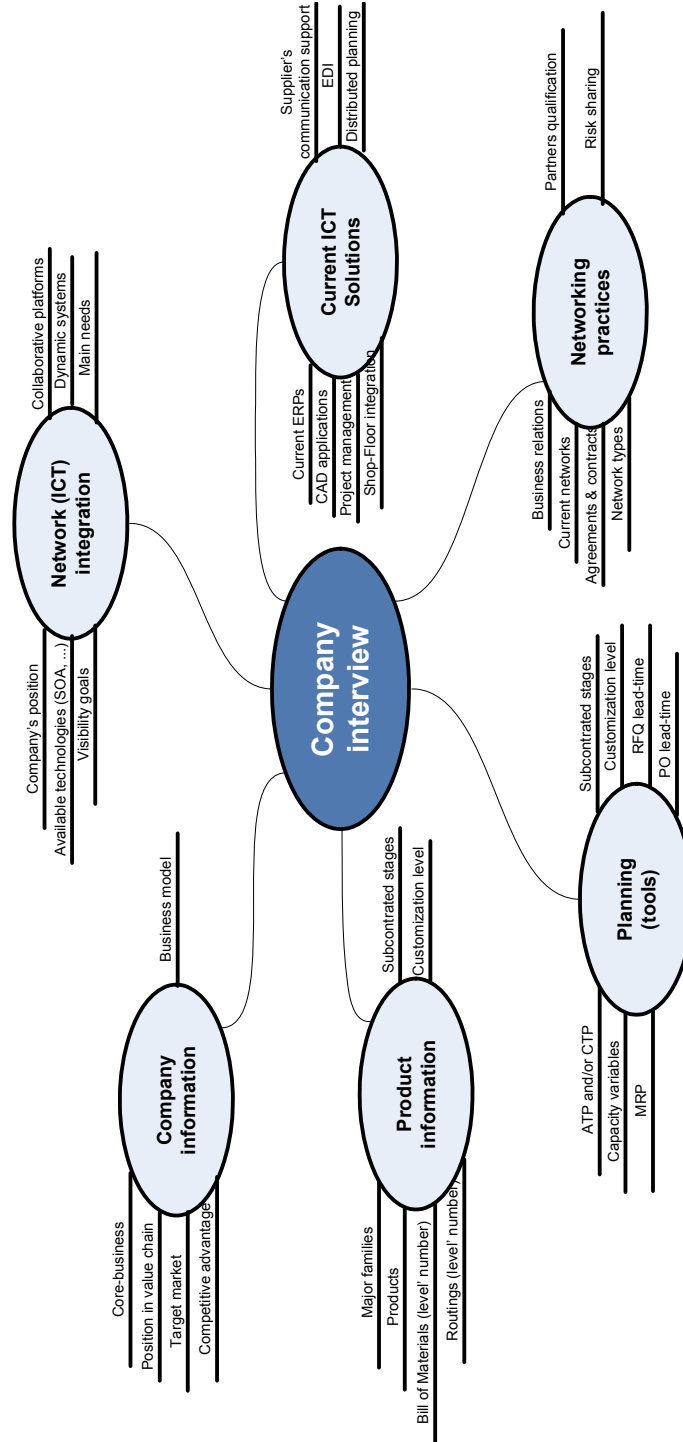 Company
interview
Company
information
Core-business
Position in value chain
Target market
Competitive advantage
Business model
Network (ICT)
integration
Company's position
Available technologies (SOA, ...)
Visibility goals
Collaborative platforms
Dynamic systems
Main needs
Current ICT
Solutions
Current ERPs
CAD applications
Project management
Shop-Floor integration
Supplier's
communication support
EDI
Distributed planning
Product
information
Major families
Products
Bill of Materials (level' number)
Routings (level' number)
Subcontrated stages
Customization level
Planning
(tools)
ATP and/or CTP
Capacity variables
MRP
Subcontrated stages
Customization level
RFQ lead-time
PO lead-time
Networking
practices
Business relations
Current networks
Agreements & contracts
Network types
Partners qualification
Risk sharing